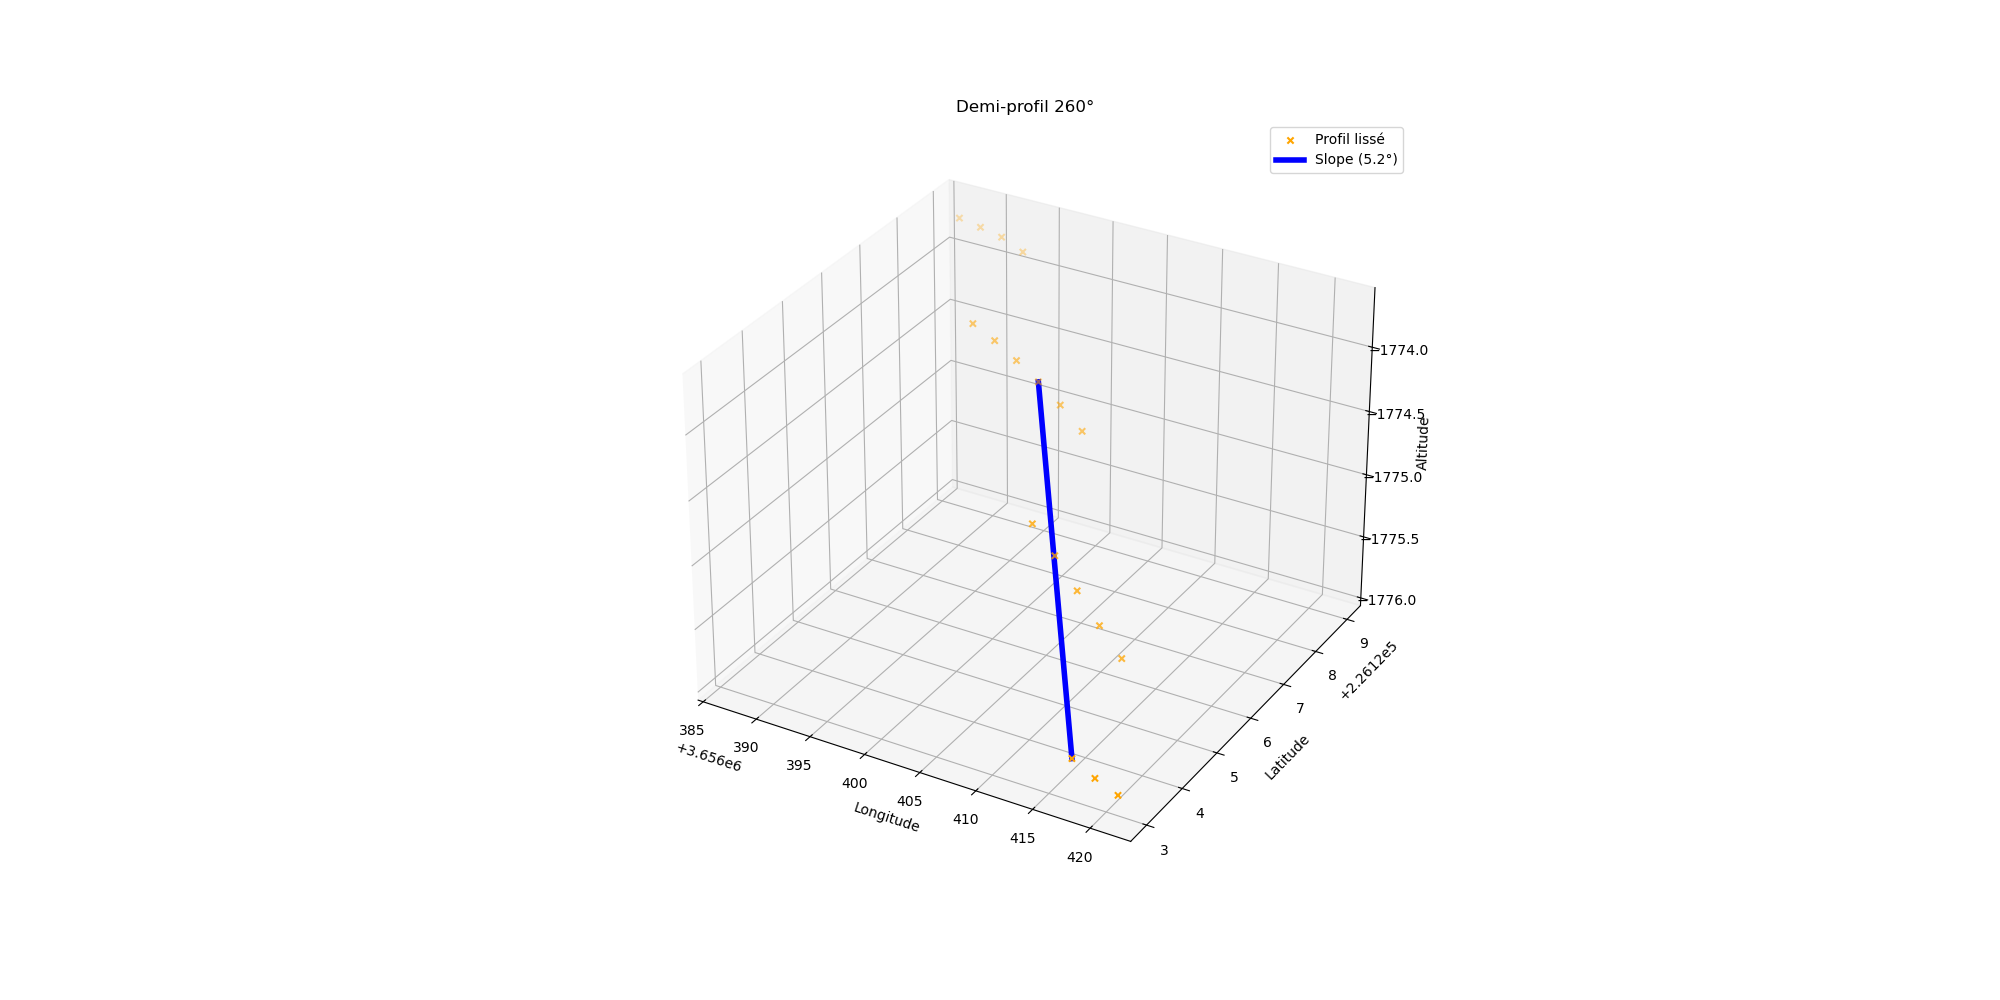 Demi-profil 260°
Profil lissé
Slope (5.2°)
−1774.0
−1774.5
−1775.0
−1775.5
−1776.0
Altitude
9
8
7
6
5
4
3
+2.2612e5
Latitude
385
390
395
400
405
410
415
420
+3.656e6
Longitude